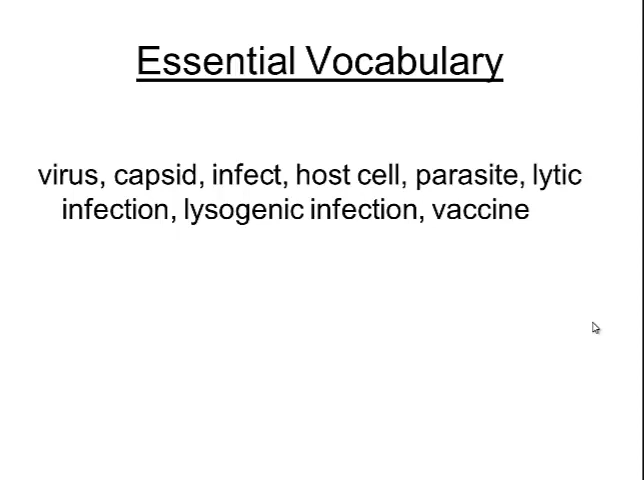 Essential Vocabulary
virus, capsid, infect, host cell, parasite, lytic
infection, lysogenic infection, vaccine